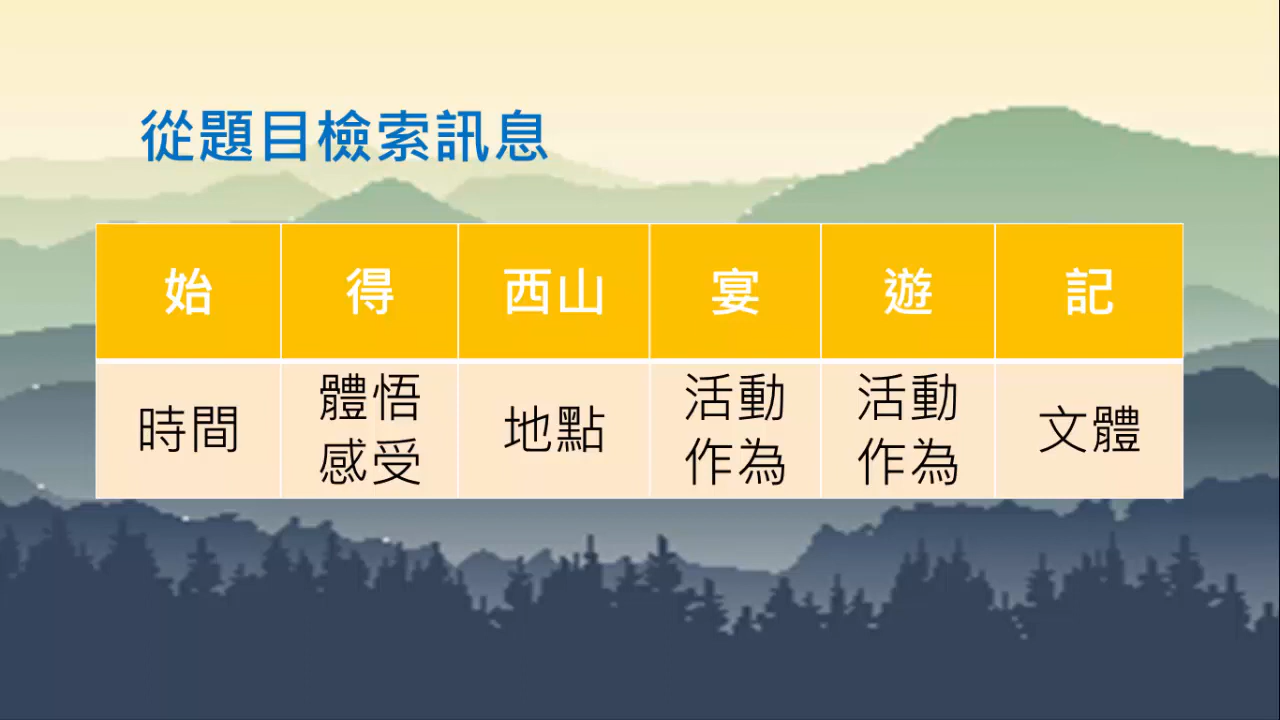 從題目檢索訊息
始 得 西山 宴 遊 記
時間 體悟 地點 活動 活動 文體
感受 作為 作為